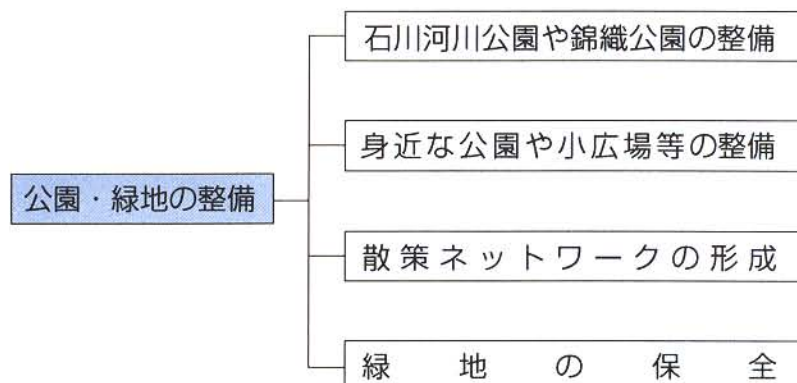 公園・緑地の整備
石川河川公園や錦織公園の整備
身近な公園や小広場等の整備
散策ネットワークの形成
緑地の保全